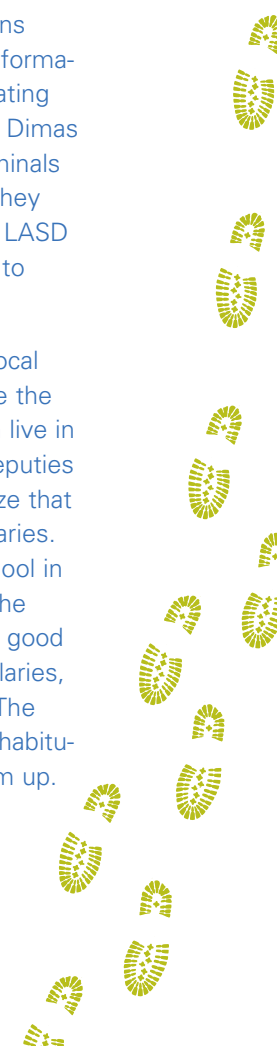 ns
forma-
ating
Dimas
ninals
hey
LASD
to
ocal
e the
live in
eputies
ze that
aries.
ool in
he
good
laries,
The
habitu-
m up.